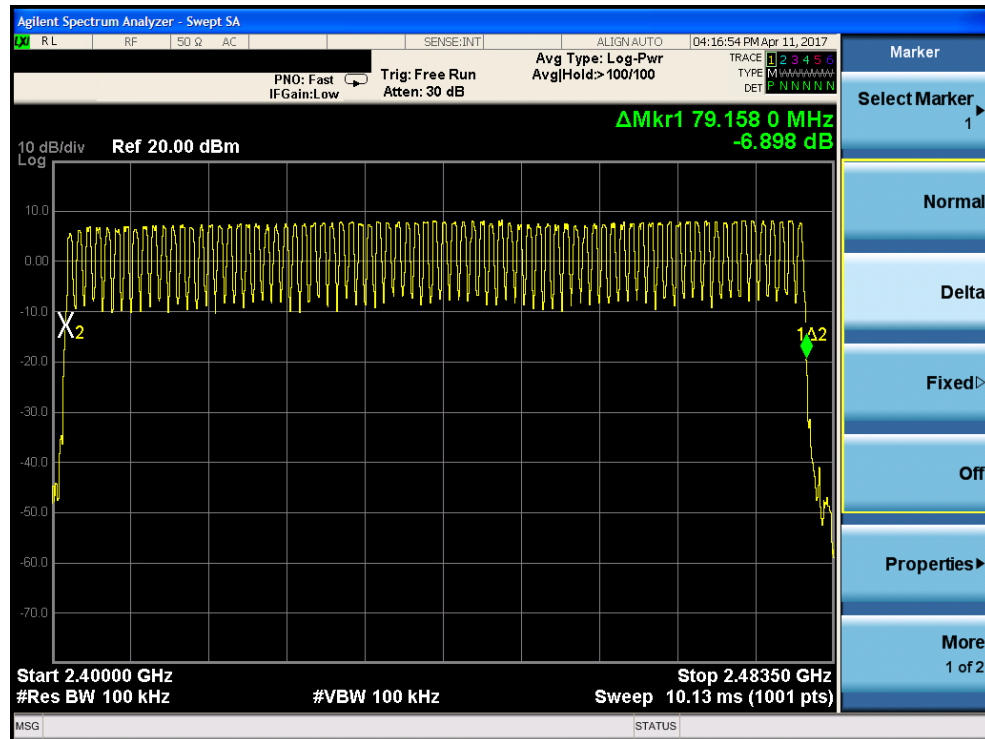 Agilent Spectrum Analyzer - Swept SA
LXI RL RF 50 Ω AC SENSE:INT ALIGN AUTO 04:16:54 PM Apr 11, 2017
PNO: Fast Trig: Free Run Avg Type: Log-Pwr TRACE 1 2 3 4 5 6
IFGain:Low Atten: 30 dB Avg|Hold:>100/100 TYPE M WWWWW
DET P N N N N N
ΔMkr1 79.158 0 MHz
-6.898 dB
10 dB/div Ref 20.00 dBm
Log
10.0
0.00
-10.0
X2
1Δ2
-20.0
-30.0
-40.0
-50.0
-60.0
-70.0
Start 2.40000 GHz Stop 2.48350 GHz
#Res BW 100 kHz #VBW 100 kHz Sweep 10.13 ms (1001 pts)
MSG STATUS
Marker
Select Marker
1
Normal
Delta
Fixed
Off
Properties
More
1 of 2